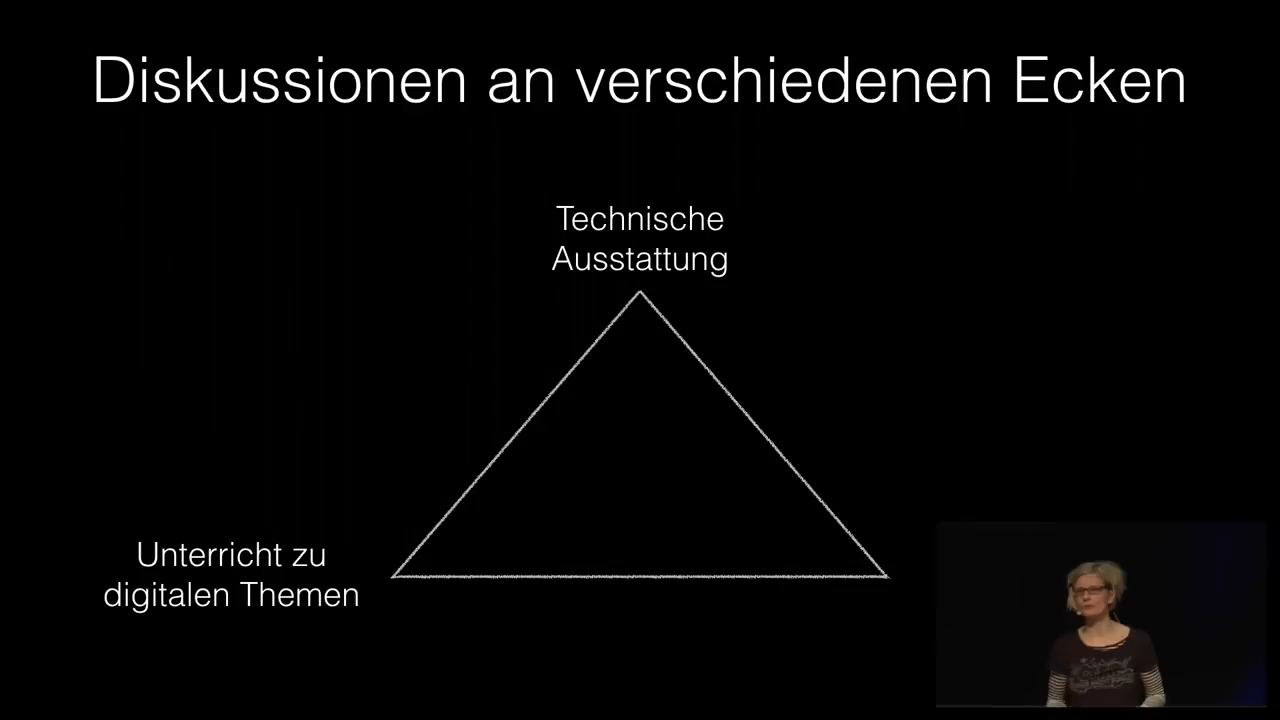 Diskussionen an verschiedenen Ecken
Technische
Ausstattung
Unterricht zu
digitalen Themen